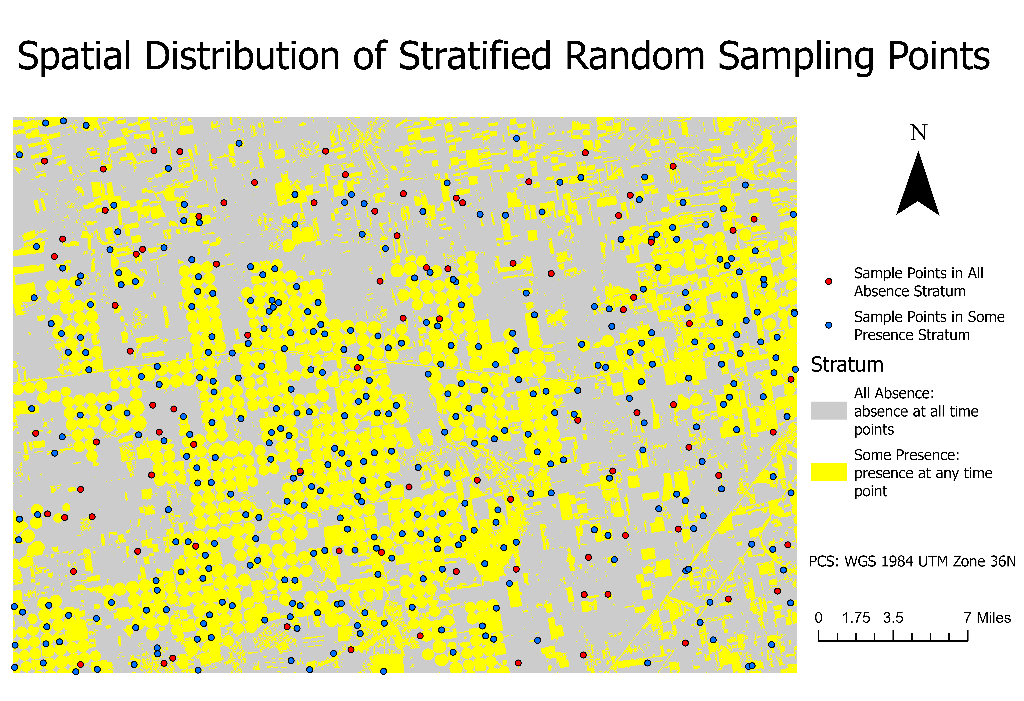 Spatial Distribution of Stratified Random Sampling Points
N
Sample Points in All
Absence Stratum
Sample Points in Some
Presence Stratum
Stratum
All Absence:
absence at all time
points
Some Presence:
presence at any time
point
PCS: WGS 1984 UTM Zone 36N
0 1.75 3.5 7 Miles